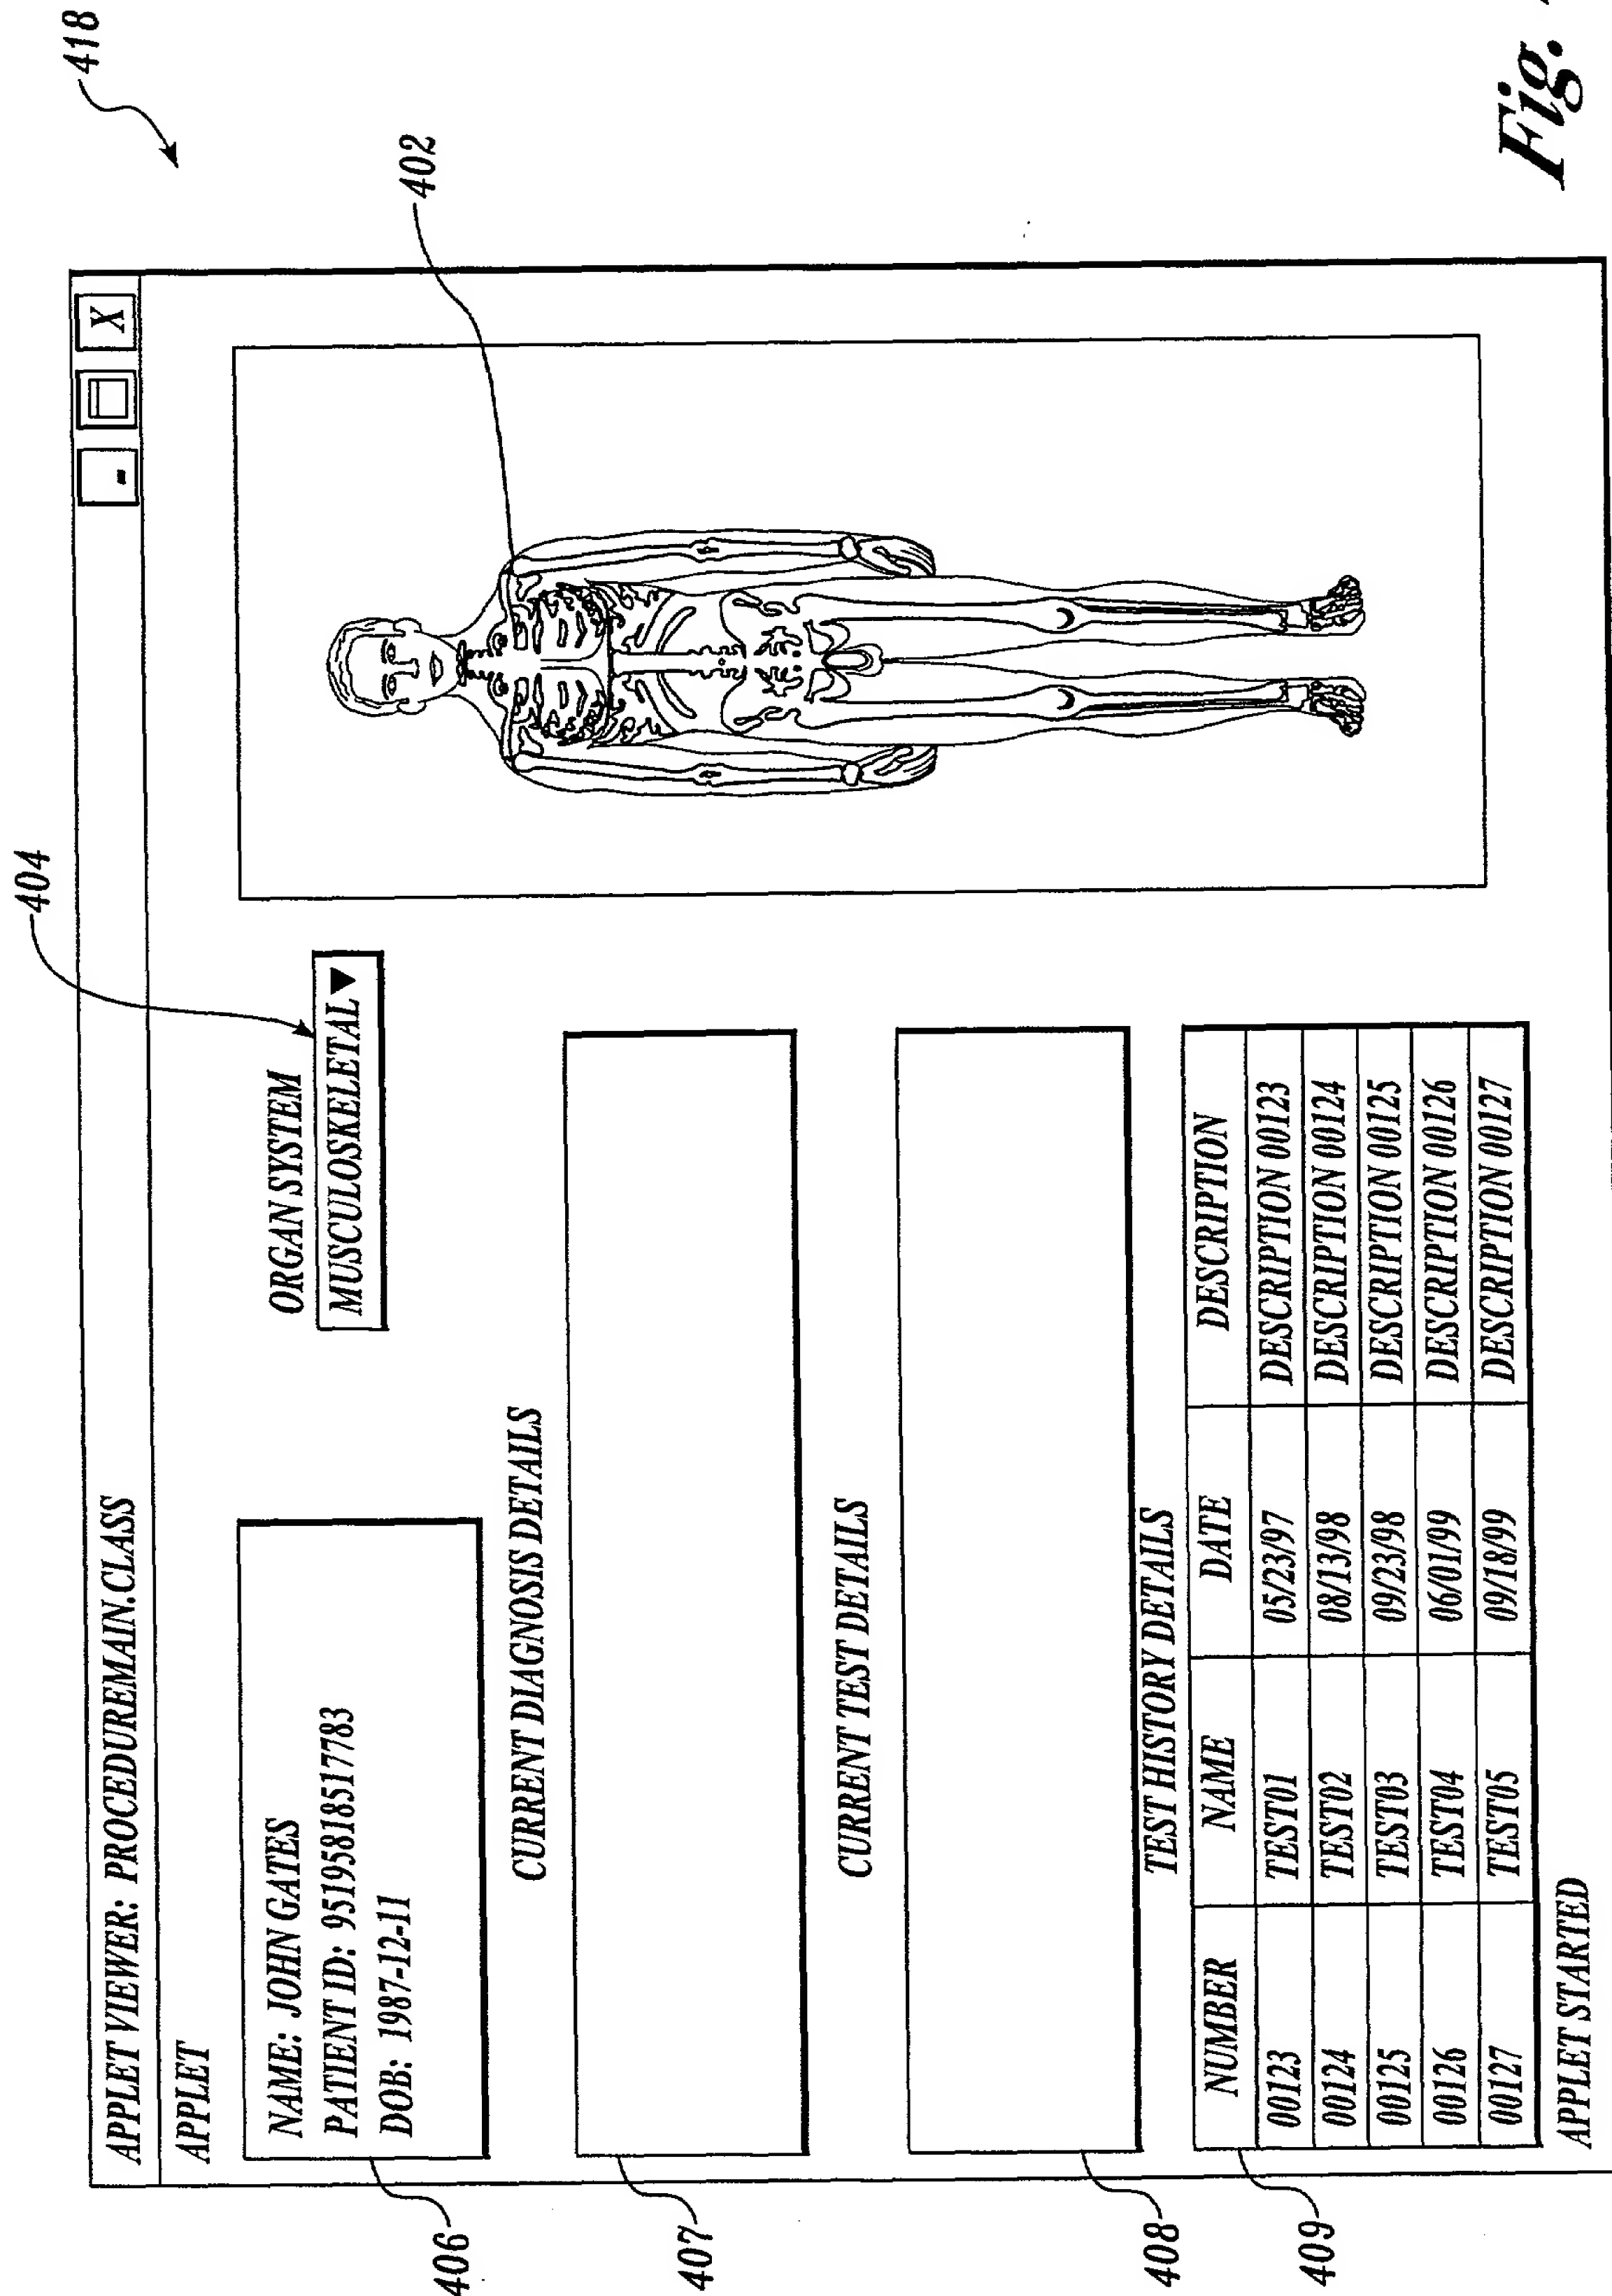 418
404
APPLET VIEWER: PROCEDUREMAIN.CLASS
- X
APPLET
402
NAME: JOHN GATES
PATIENT ID: 9519581851 7783
DOB: 1987-12-11
406
ORGAN SYSTEM
MUSCULOSKELETAL ▼
CURRENT DIAGNOSIS DETAILS
407
CURRENT TEST DETAILS
408
TEST HISTORY DETAILS
409
NUMBER NAME DATE DESCRIPTION
00123 TEST01 05/23/97 DESCRIPTION 00123
00124 TEST02 08/13/98 DESCRIPTION 00124
00125 TEST03 09/23/98 DESCRIPTION 00125
00126 TEST04 06/01/99 DESCRIPTION 00126
00127 TEST05 09/18/99 DESCRIPTION 00127
APPLET STARTED
Fig.